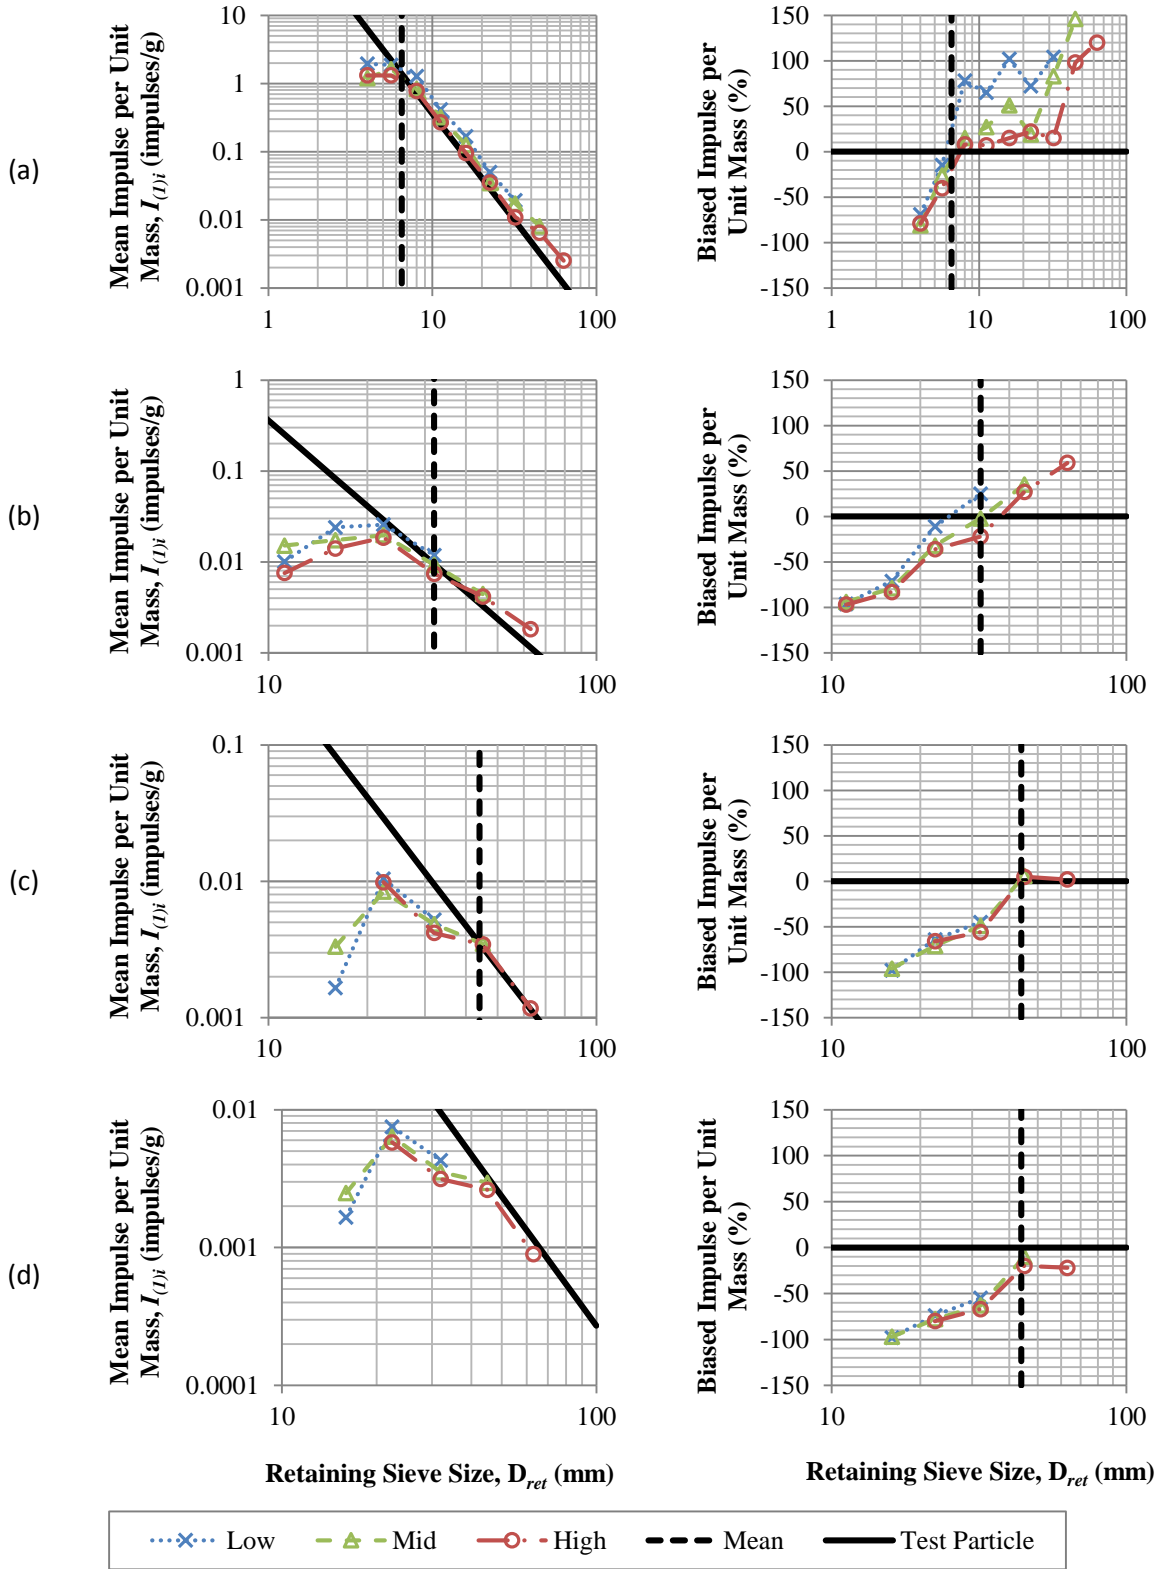 (a)
Mean Impulse per Unit
Mass, I(1)i (impulses/g)
10
1
0.1
0.01
0.001
1
10
100
Biased Impulse per
Unit Mass (%)
150
100
50
0
-50
-100
-150
1
10
100
(b)
Mean Impulse per Unit
Mass, I(1)i (impulses/g)
1
0.1
0.01
0.001
10
100
Biased Impulse per
Unit Mass (%)
150
100
50
0
-50
-100
-150
10
100
(c)
Mean Impulse per Unit
Mass, I(1)i (impulses/g)
0.1
0.01
0.001
10
100
Biased Impulse per
Unit Mass (%)
150
100
50
0
-50
-100
-150
10
100
(d)
Mean Impulse per Unit
Mass, I(1)i (impulses/g)
0.01
0.001
0.0001
10
100
Biased Impulse per Unit
Mass (%)
150
100
50
0
-50
-100
-150
10
100
Retaining Sieve Size, Dret (mm)
Retaining Sieve Size, Dret (mm)
Low Mid High Mean Test Particle